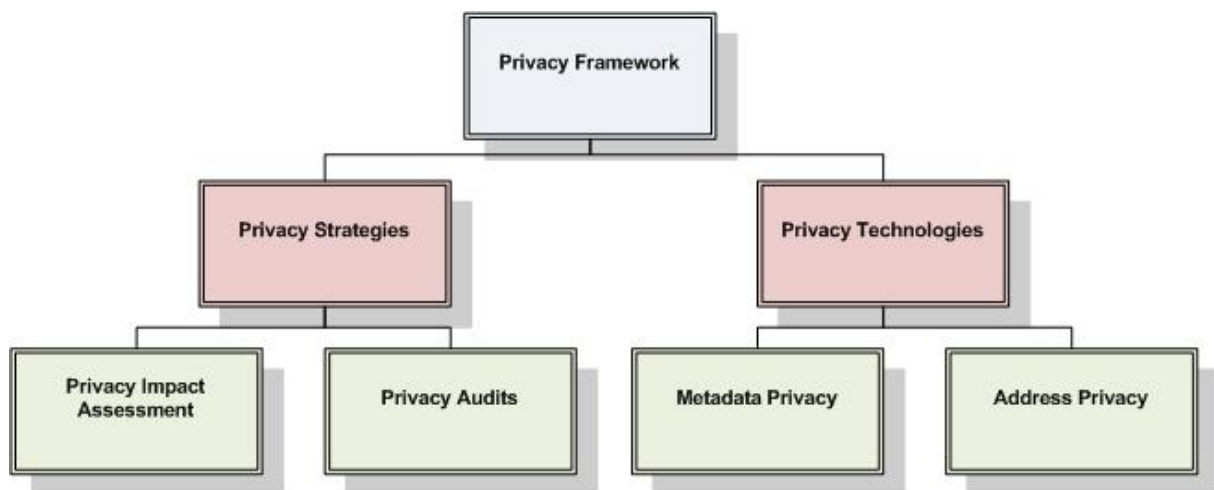 Privacy Framework
Privacy Strategies
Privacy Technologies
Privacy Impact
Assessment
Privacy Audits
Metadata Privacy
Address Privacy